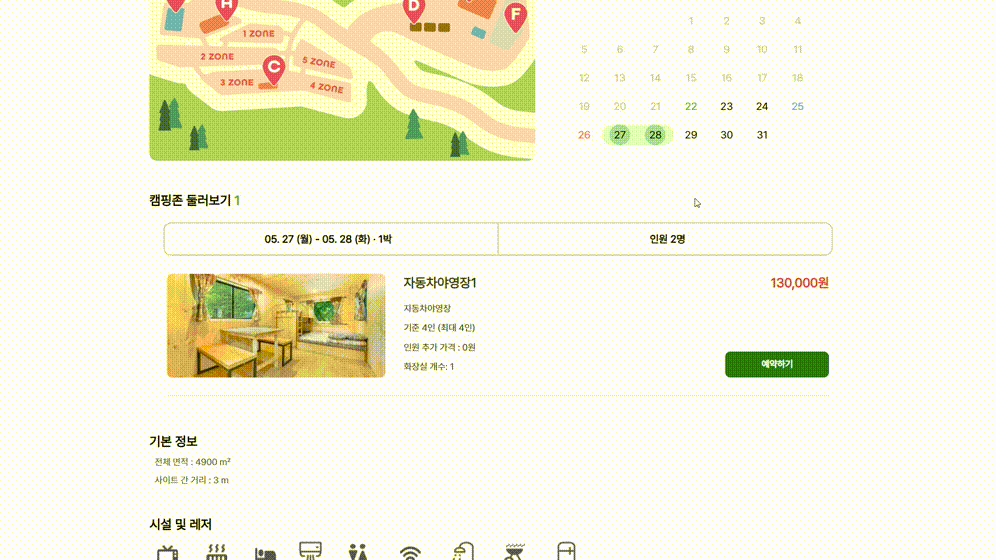 H
D
F
1 ZONE
2 ZONE
C
5 ZONE
3 ZONE
4 ZONE
1 2 3 4
5 6 7 8 9 10 11
12 13 14 15 16 17 18
19 20 21 22 23 24 25
26 27 28 29 30 31
캠핑존 둘러보기 1
05. 27 (월) - 05. 28 (화) · 1박
인원 2명
자동차야영장1
130,000원
자동차야영장
기준 4인 (최대 4인)
인원 추가 가격 : 0원
화장실 개수: 1
예약하기
기본 정보
전체 면적 : 4900 m²
사이트 간 거리 : 3 m
시설 및 레저